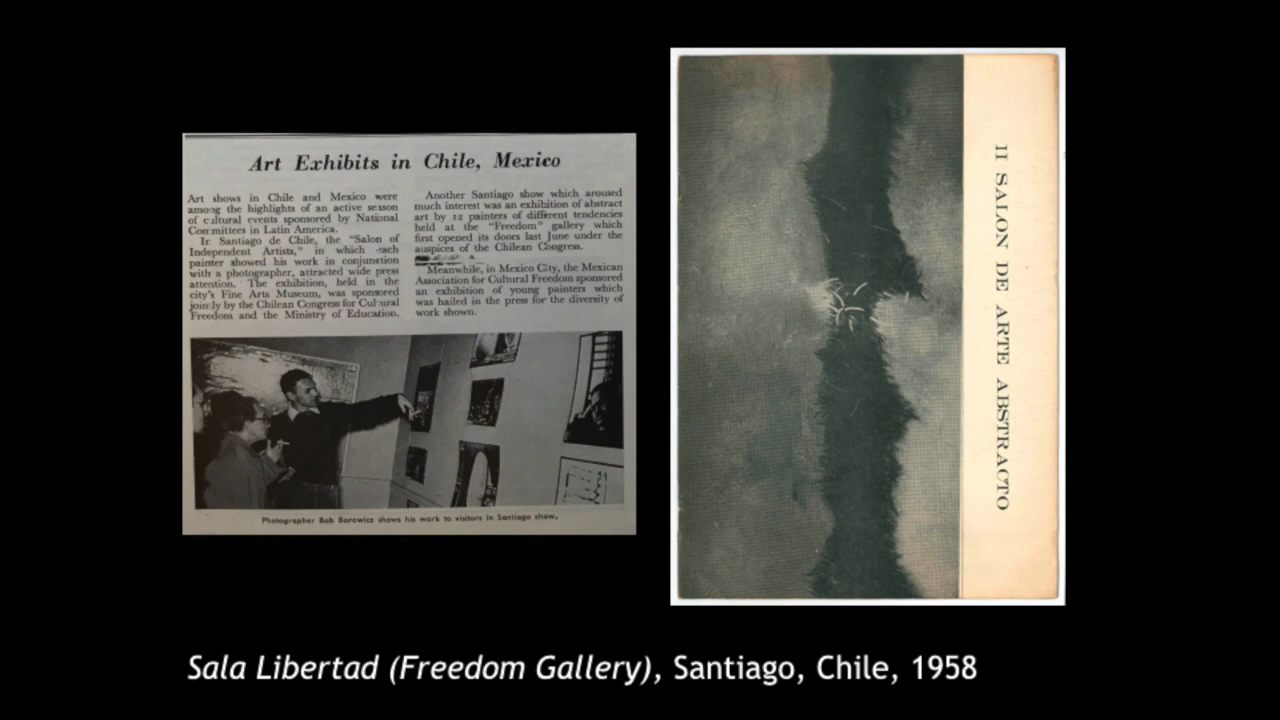 Art Exhibits in Chile, Mexico
Art shows in Chile and Mexico were
among the highlights of an active season
of cultural events sponsored by National
Committees in Latin America.
In Santiago de Chile, the “Salon of
Independent Artists,” in which each
painter showed his work in conjunction
with a photographer, attracted wide press
attention. The exhibition, held in the
city's Fine Arts Museum, was sponsored
jointly by the Chilean Congress for Cultural
Freedom and the Ministry of Education.
Another Santiago show which aroused
much interest was an exhibition of abstract
art by 12 painters of different tendencies
held at the “Freedom” gallery which
first opened its doors last June under the
auspices of the Chilean Congress.
Meanwhile, in Mexico City, the Mexican
Association for Cultural Freedom sponsored
an exhibition of young painters which
was hailed in the press for the diversity of
work shown.
Photographer Bob Borowicz shows his work to visitors in Santiago show.
II SALON DE ARTE ABSTRACTO
Sala Libertad (Freedom Gallery), Santiago, Chile, 1958